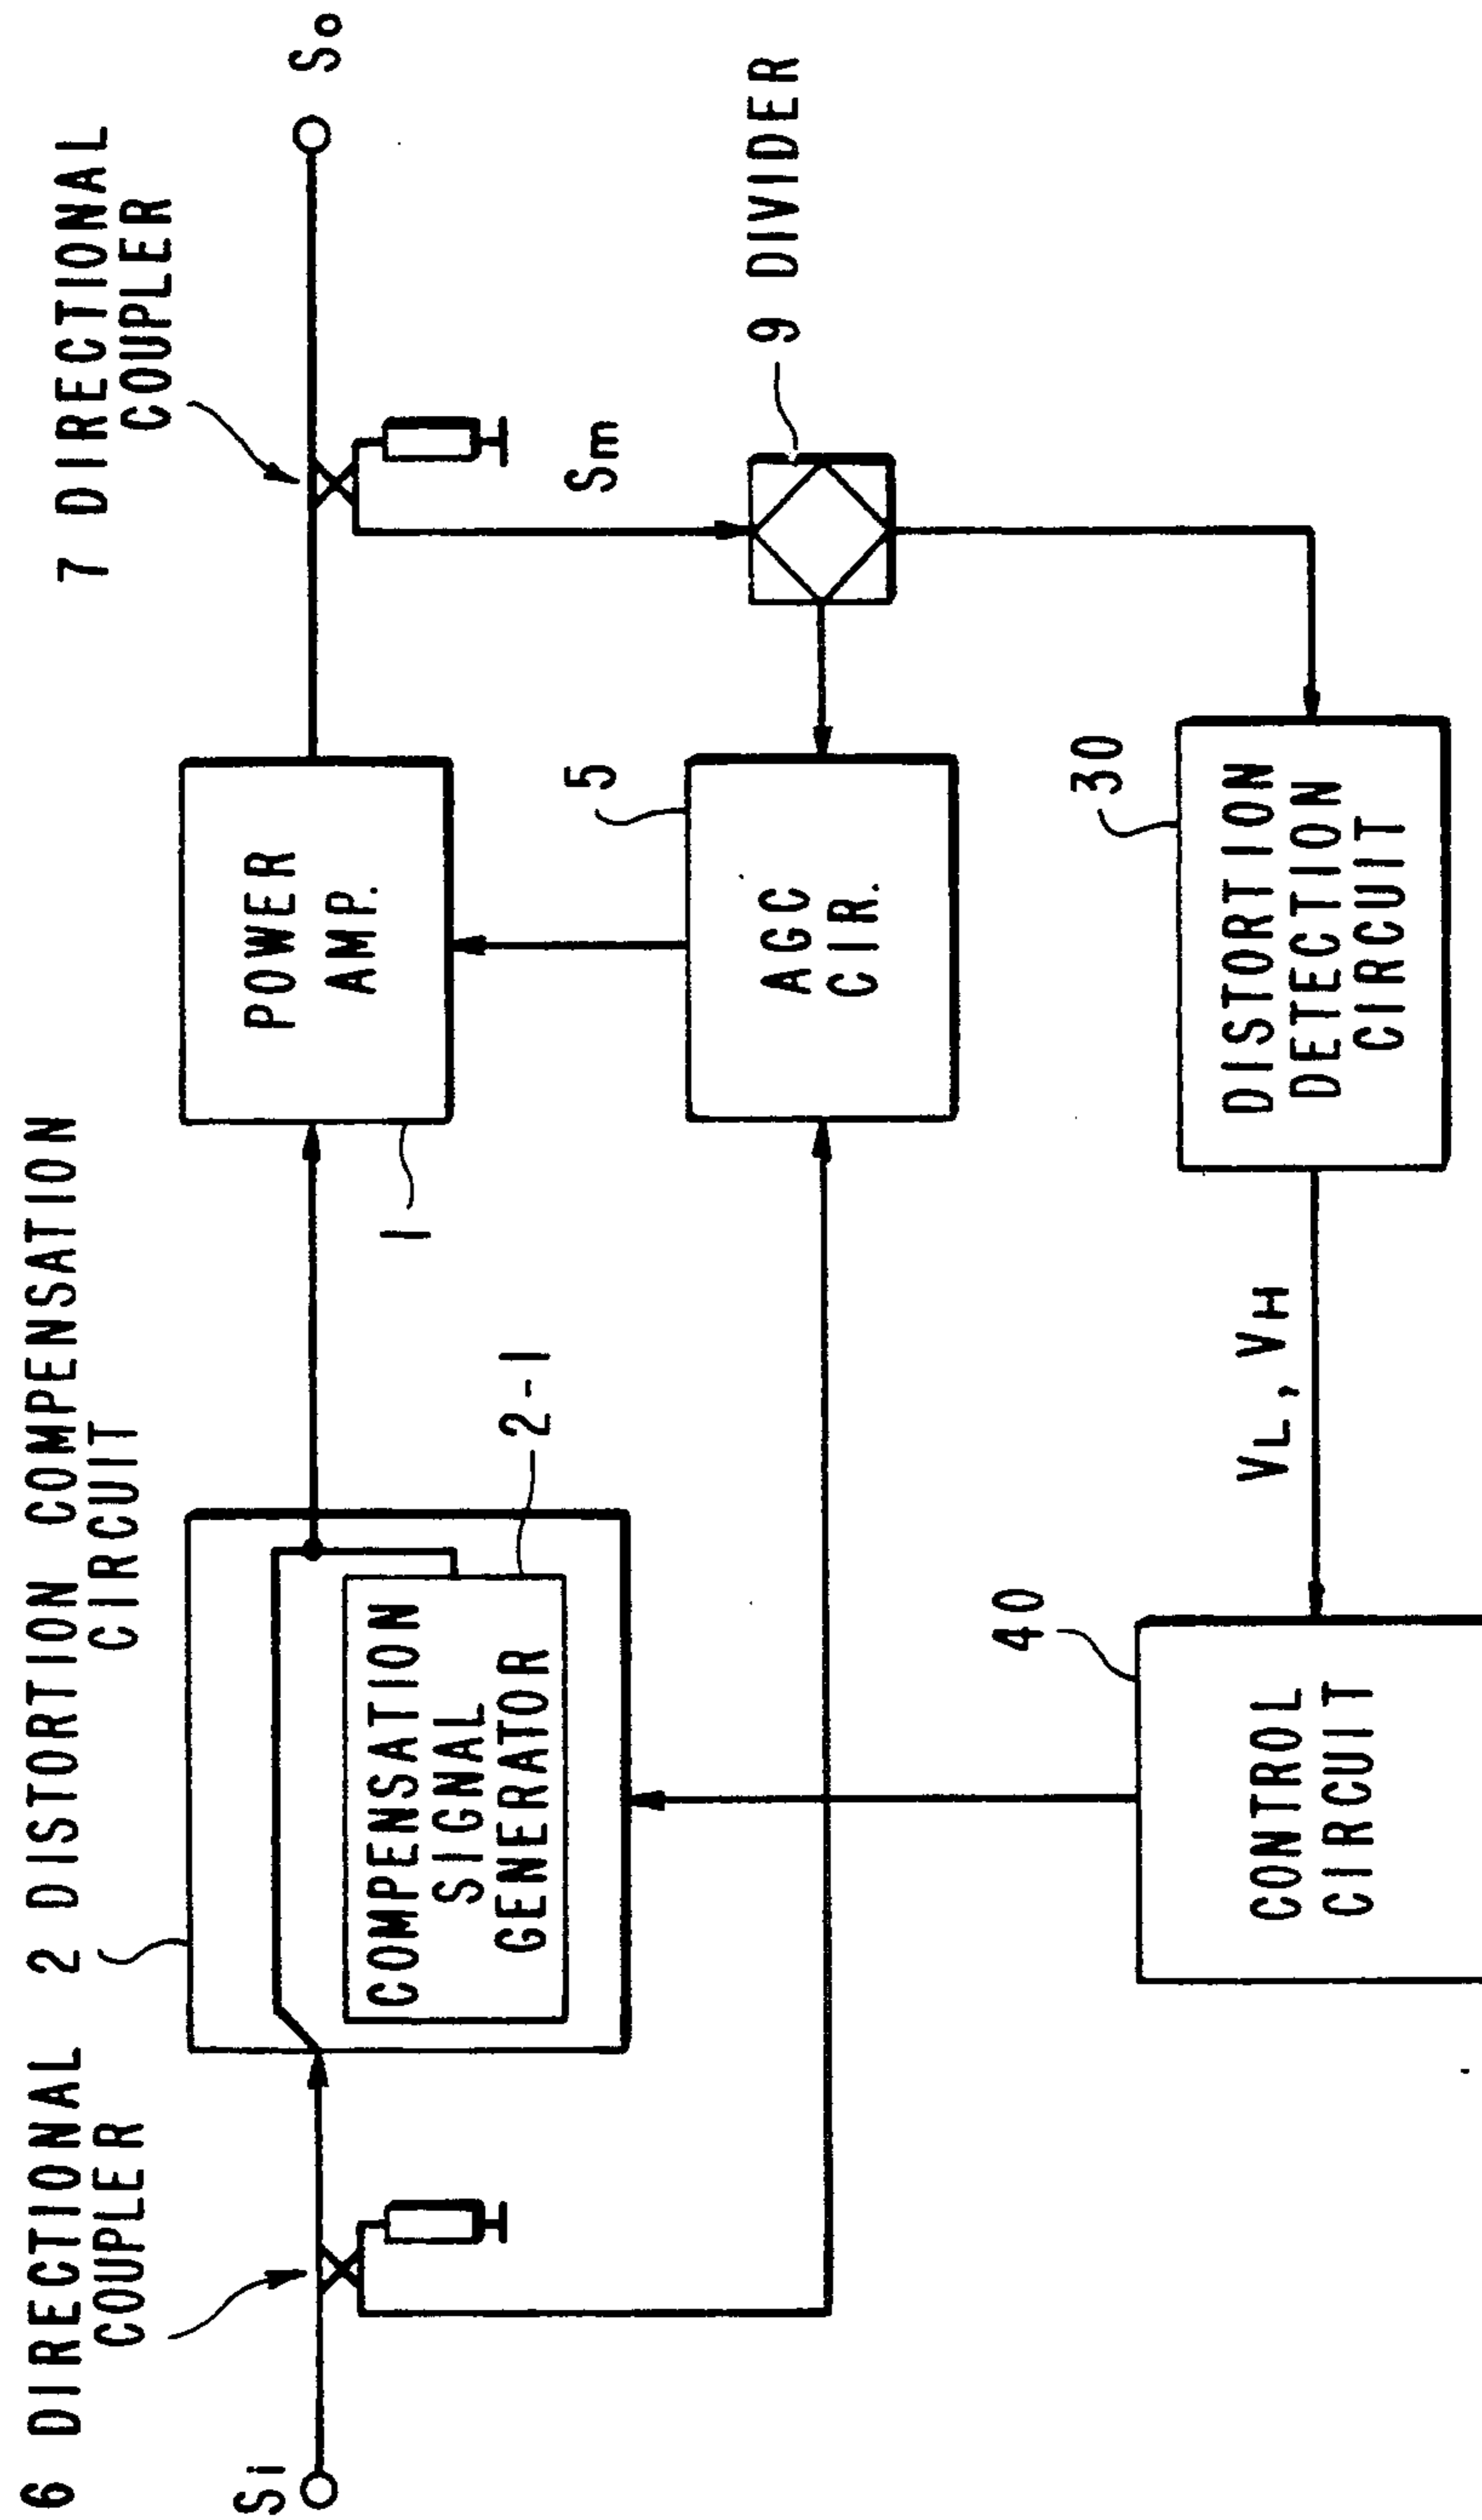 6 DIRECTIONAL
COUPLER
2 DISTORTION COMPENSATION
CIRCUIT
7 DIRECTIONAL
COUPLER
Si
So
COMPENSATION
SIGNAL
GENERATOR
2-1
POWER
AMP.
1
Sm
5
AGC
CIR.
9 DIVIDER
40
CONTROL
CIRCUIT
VL, VH
30
DISTORTION
DETECTION
CIRCUIT